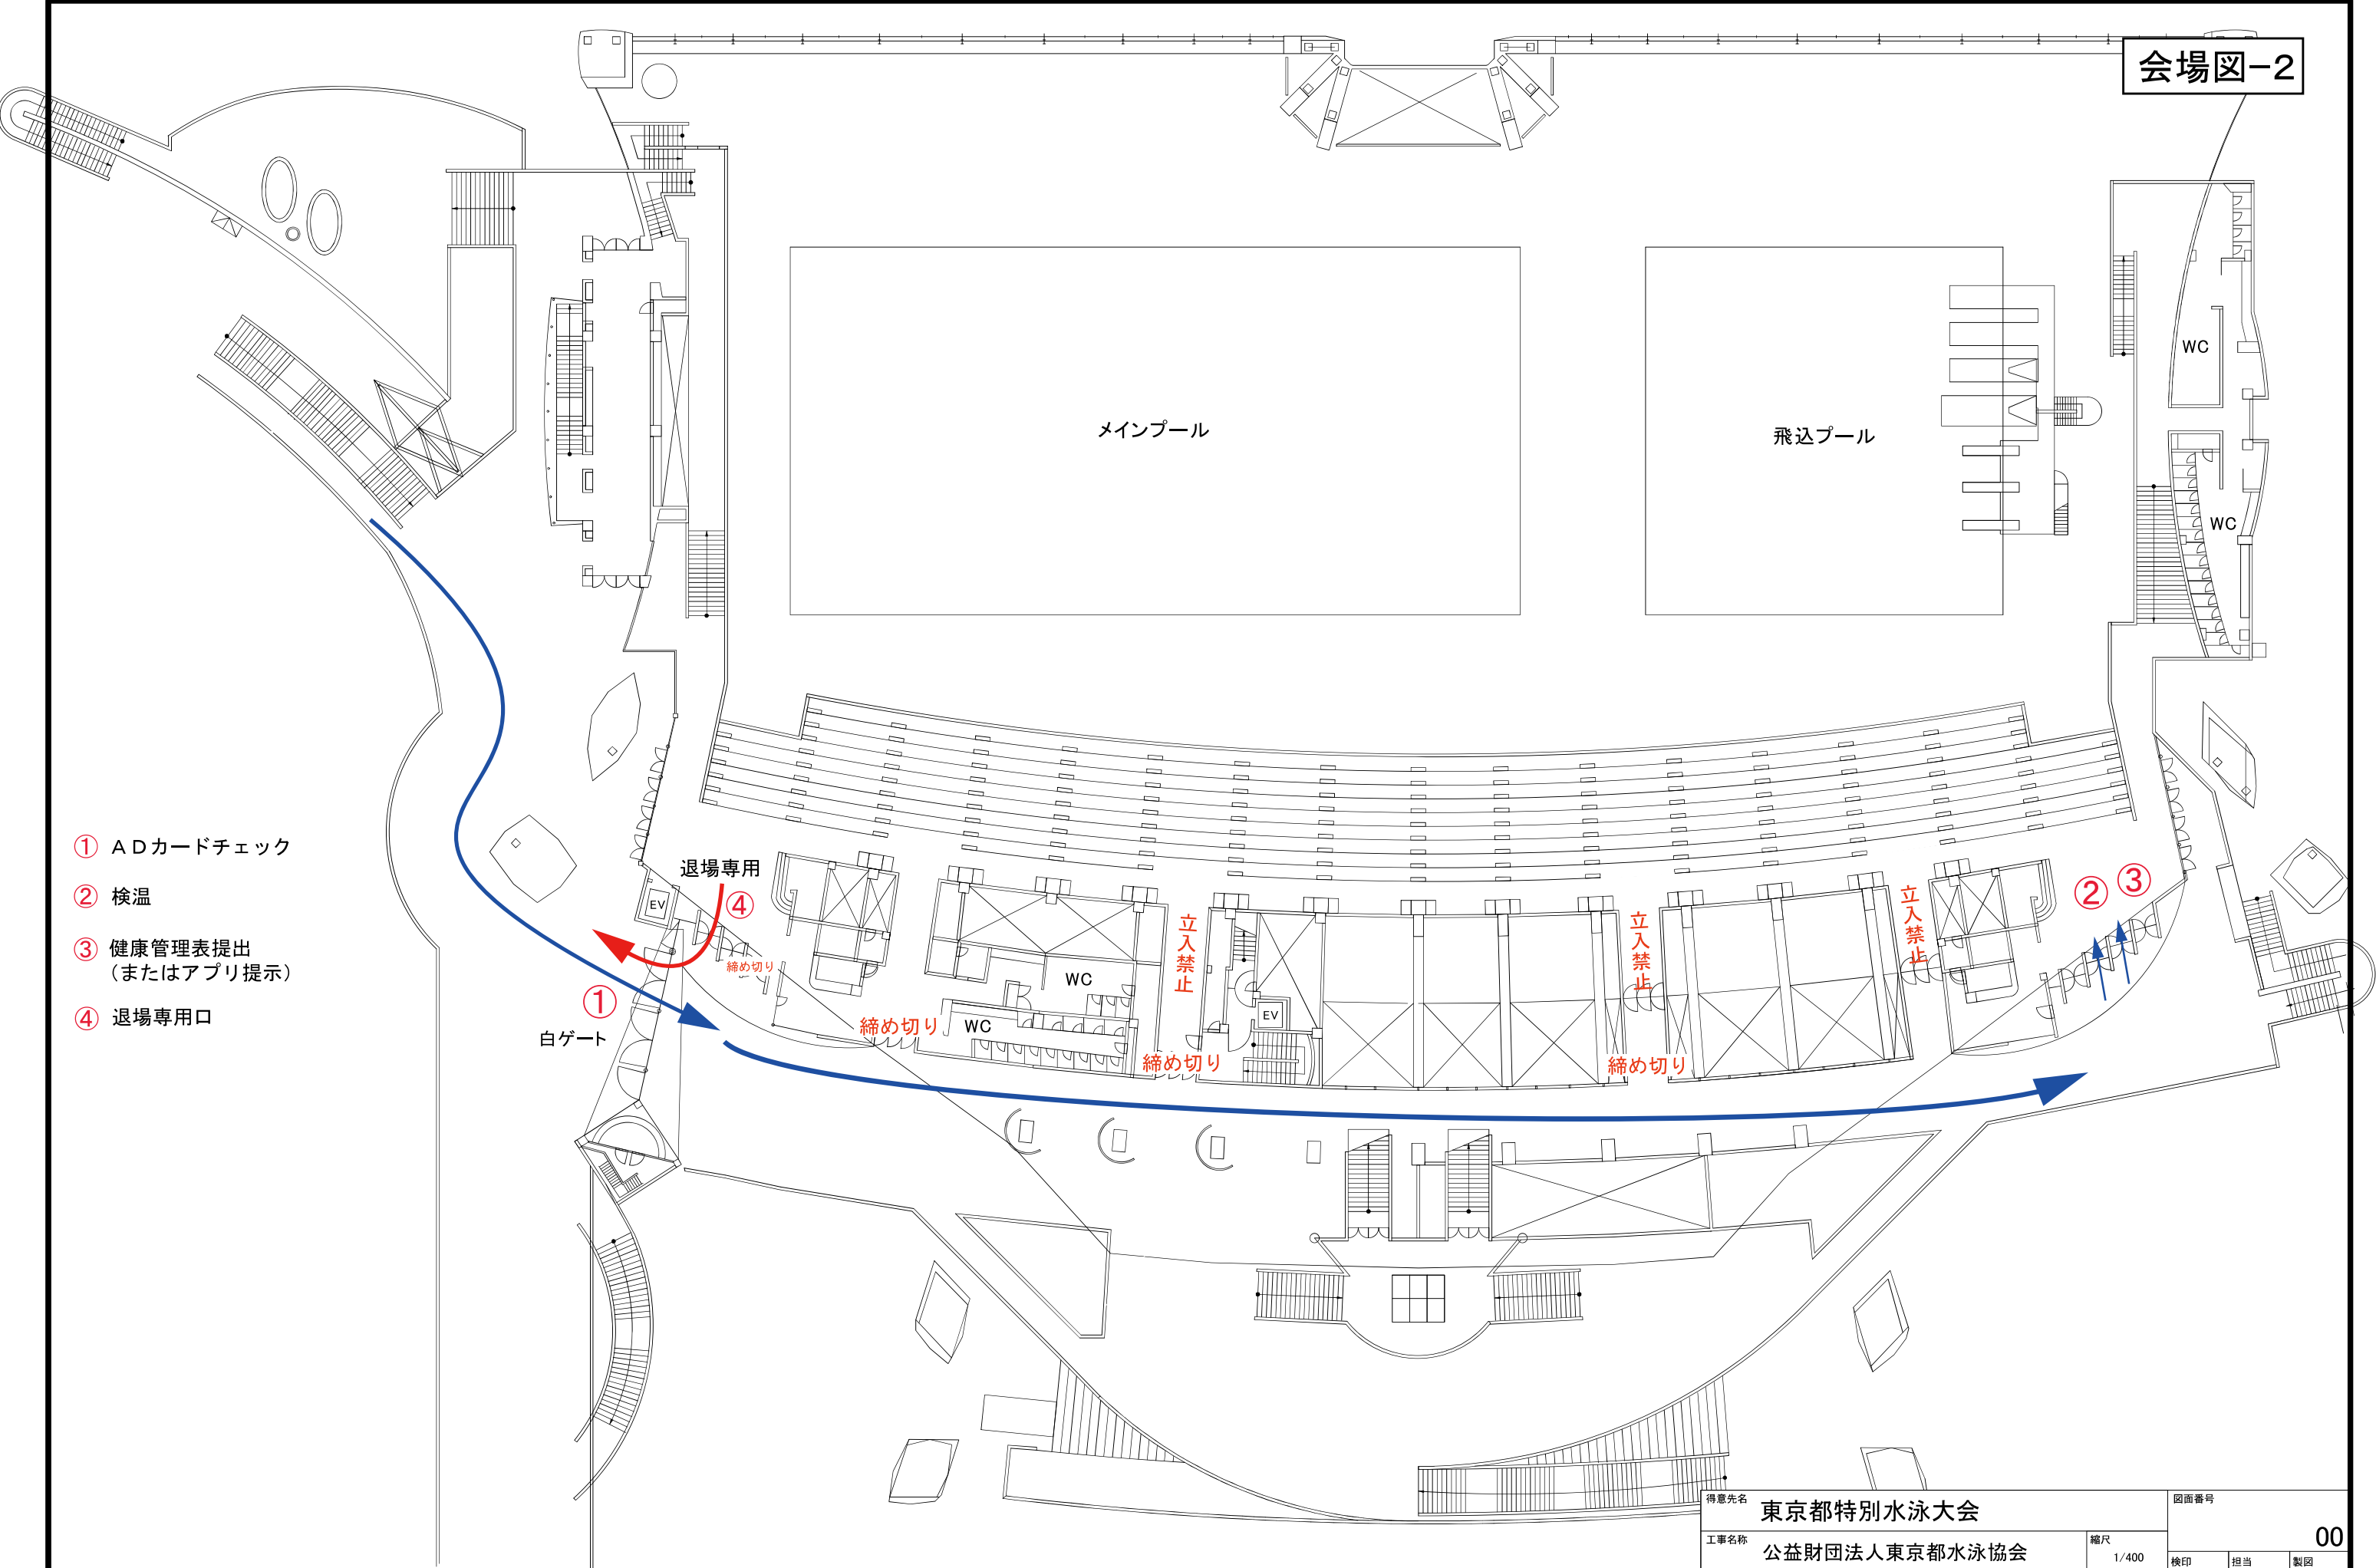 会場図-2
メインプール
飛込プール
WC
WC
① ADカードチェック
② 検温
③ 健康管理表提出
(またはアプリ提示)
④ 退場専用口
退場専用
④
EV
締め切り
①
白ゲート
締め切り
WC
WC
立入禁止
締め切り
EV
立入禁止
締め切り
立入禁止
② ③
得意先名 東京都特別水泳大会
図面番号
00
工事名称 公益財団法人東京都水泳協会
縮尺
1/400
検印 担当 製図